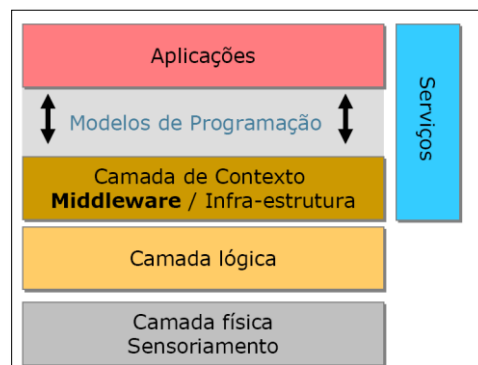 Aplicações
Modelos de Programação
Camada de Contexto
Middleware / Infra-estrutura
Camada lógica
Camada física
Sensoriamento
Serviços